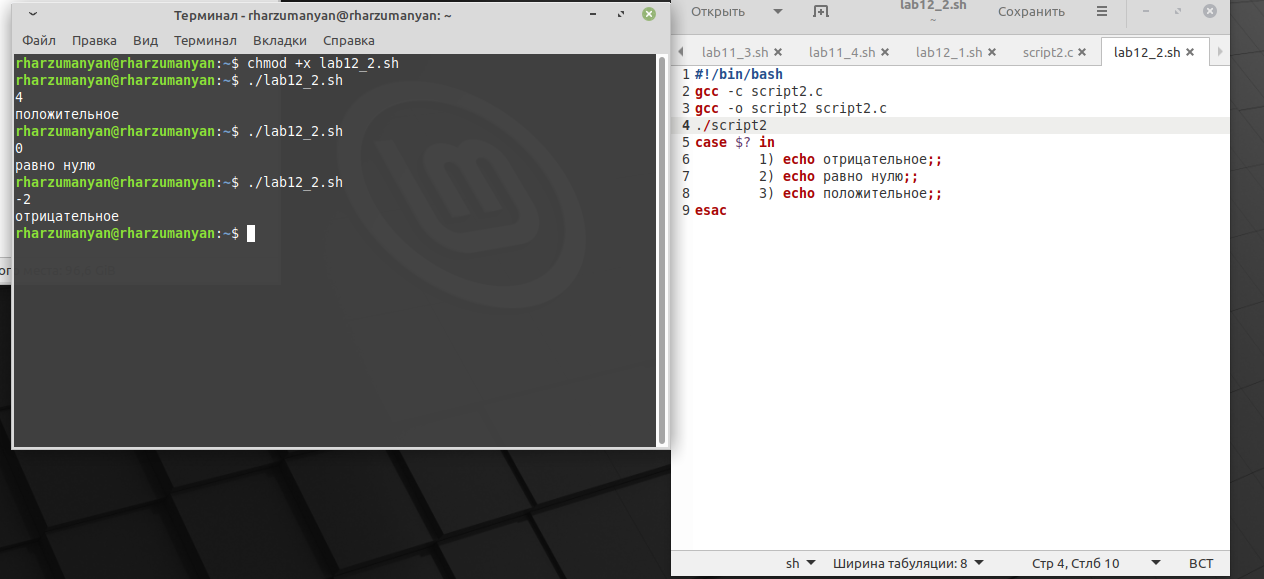 Терминал - rharzumanyan@rharzumanyan: ~
Файл Правка Вид Терминал Вкладки Справка
rharzumanyan@rharzumanyan:~$ chmod +x lab12_2.sh
rharzumanyan@rharzumanyan:~$ ./lab12_2.sh
4
положительное
rharzumanyan@rharzumanyan:~$ ./lab12_2.sh
0
равно нулю
rharzumanyan@rharzumanyan:~$ ./lab12_2.sh
-2
отрицательное
rharzumanyan@rharzumanyan:~$
Открыть lab12_2.sh Сохранить
~
lab11_3.sh lab11_4.sh lab12_1.sh script2.c lab12_2.sh
1 #!/bin/bash
2 gcc -c script2.c
3 gcc -o script2 script2.c
4 ./script2
5 case $? in
6 1) echo отрицательное;;
7 2) echo равно нулю;;
8 3) echo положительное;;
9 esac
sh Ширина табуляции: 8 Стр 4, Стлб 10 ВСТ